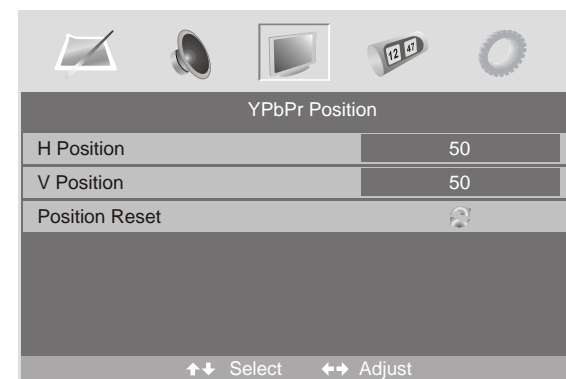 12 47
YPbPr Position
H Position 50
V Position 50
Position Reset
Select Adjust